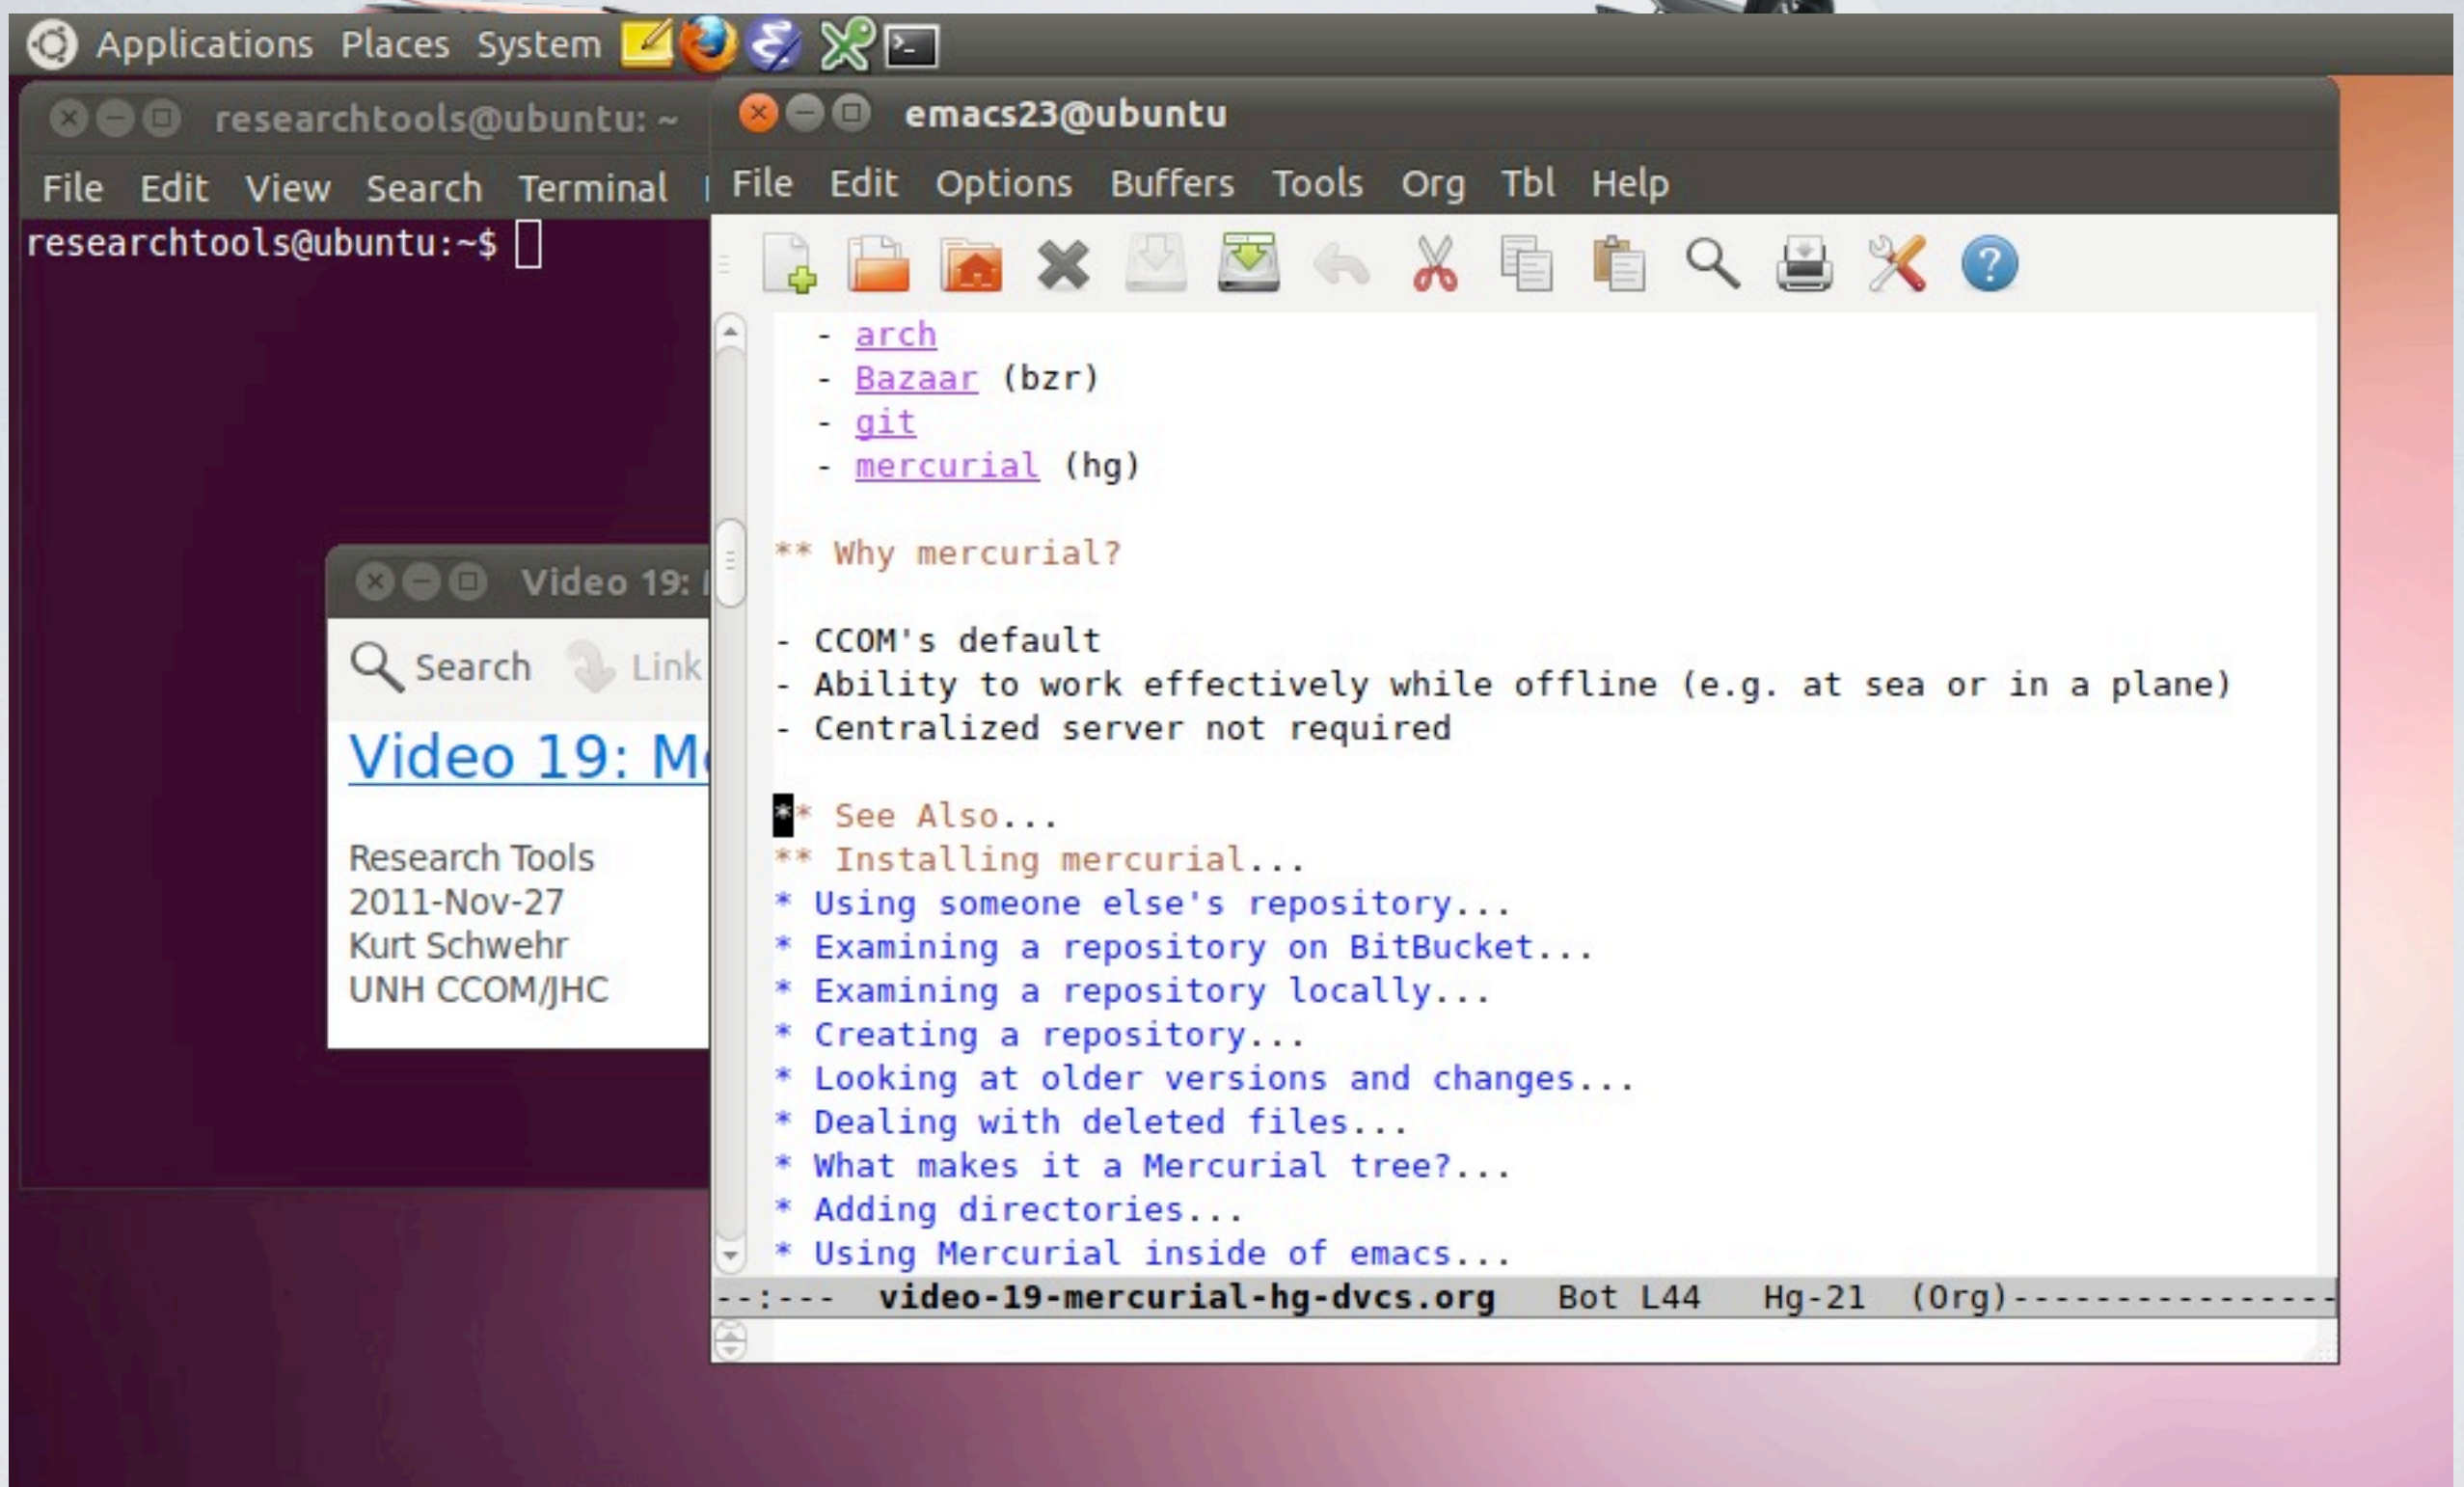 Applications Places System
researchtools@ubuntu: ~
File Edit View Search Terminal
researchtools@ubuntu:~$
Video 19:
Search Link
Video 19:
Research Tools
2011-Nov-27
Kurt Schwehr
UNH CCOM/JHC
emacs23@ubuntu
File Edit Options Buffers Tools Org Tbl Help
- arch
- Bazaar (bzr)
- git
- mercurial (hg)
** Why mercurial?
- CCOM's default
- Ability to work effectively while offline (e.g. at sea or in a plane)
- Centralized server not required
** See Also...
** Installing mercurial...
* Using someone else's repository...
* Examining a repository on BitBucket...
* Examining a repository locally...
* Creating a repository...
* Looking at older versions and changes...
* Dealing with deleted files...
* What makes it a Mercurial tree?...
* Adding directories...
* Using Mercurial inside of emacs...
--:--- video-19-mercurial-hg-dvcs.org Bot L44 Hg-21 (Org)----------------